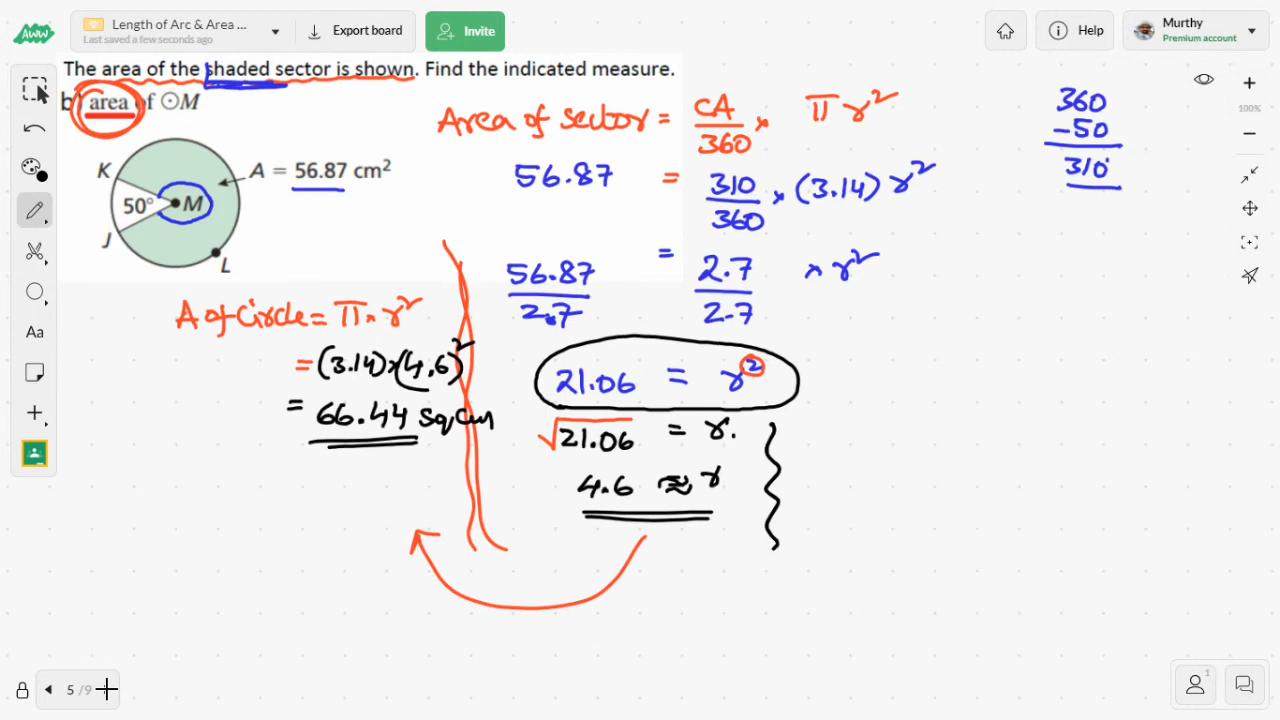 AWW
Length of Arc & Area ...
Last saved a few seconds ago
Export board
Invite
Help
Murthy
Premium account
100%
The area of the shaded sector is shown. Find the indicated measure.
b) area of ⊙M
K
A = 56.87 cm²
50°
M
J
L
Area of sector = CA/360 × π r²
56.87 = 310/360 × (3.14) r²
56.87/2.7 = 2.7/2.7 × r²
21.06 = r²
√21.06 = r.
4.6 ≈ r
360
-50
310
A of Circle = π × r²
= (3.14) × (4.6)²
= 66.44 sq cm
Aa
5 /9
1